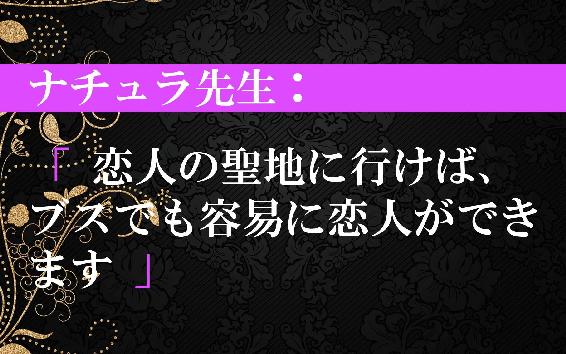 ナチュラ先生：
「 恋人の聖地に行けば、
ブスでも容易に恋人ができ
ます 」